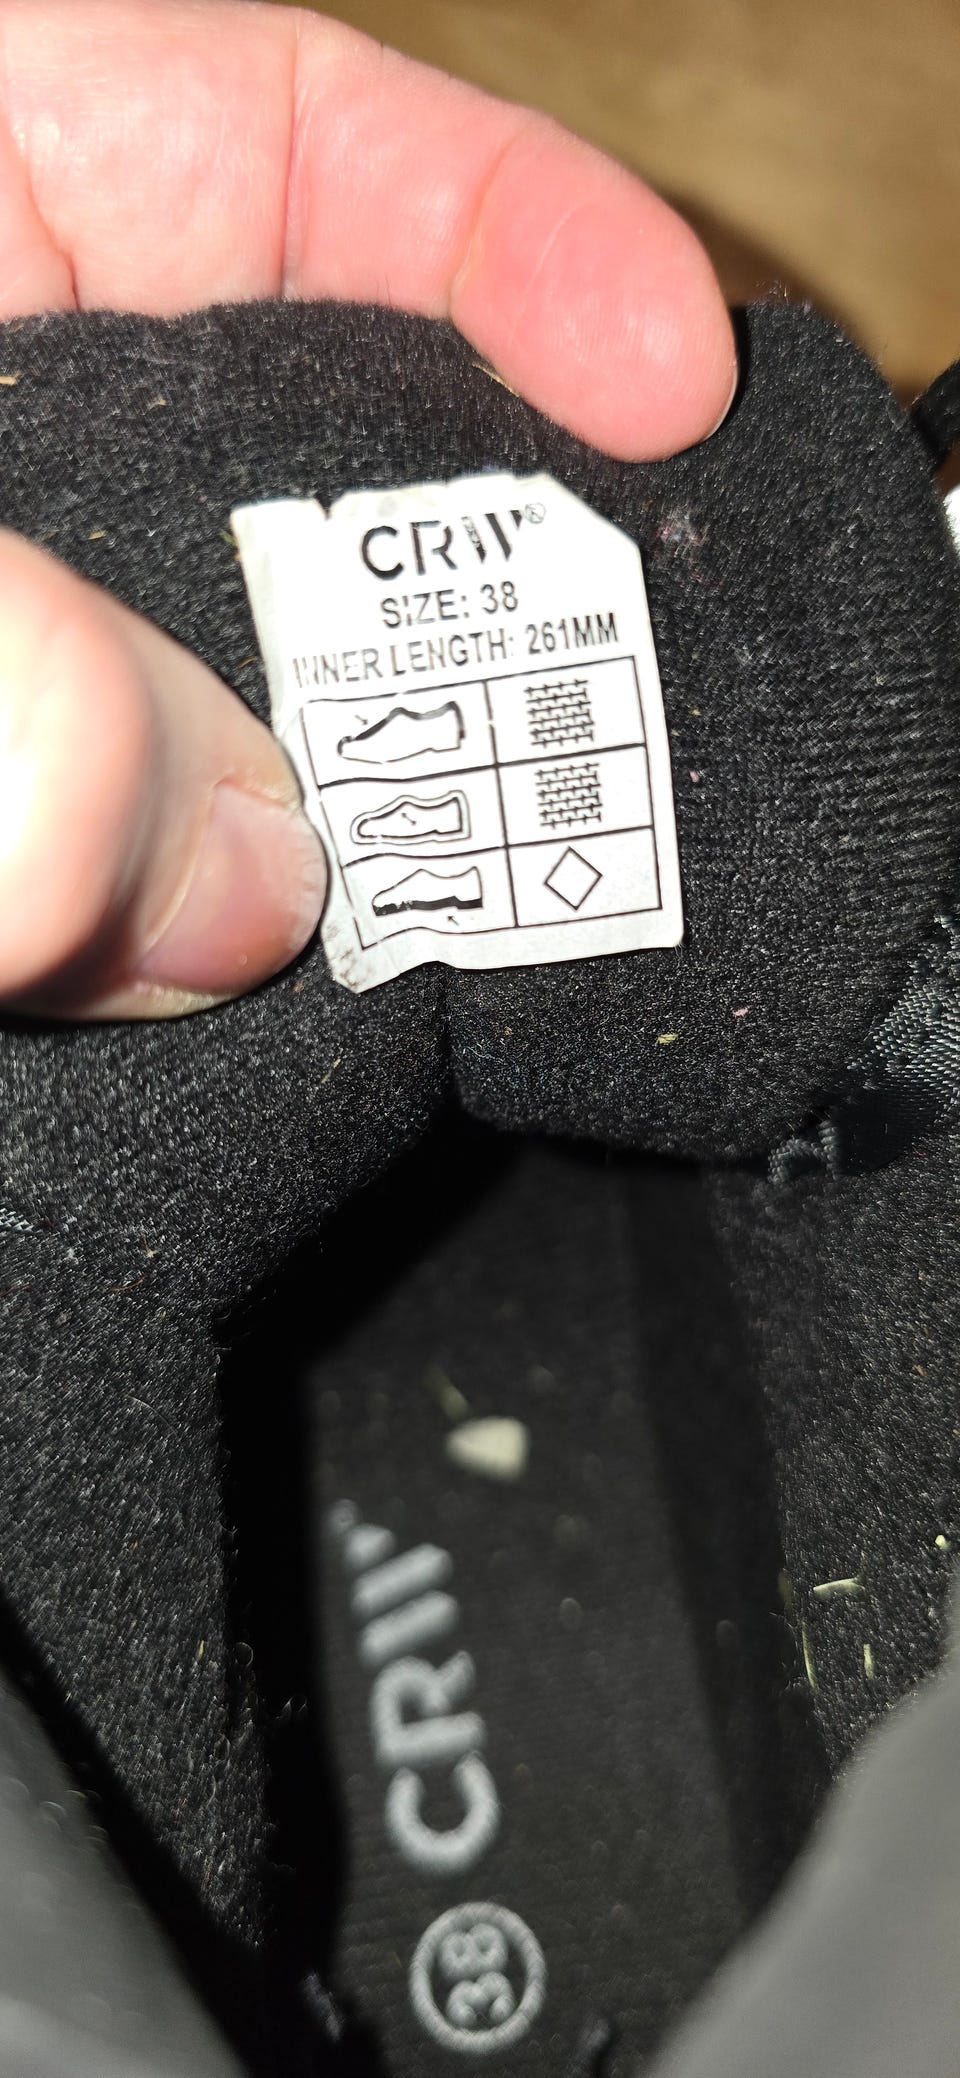 CRW®
SIZE: 38
INNER LENGTH: 261MM
CRW
38